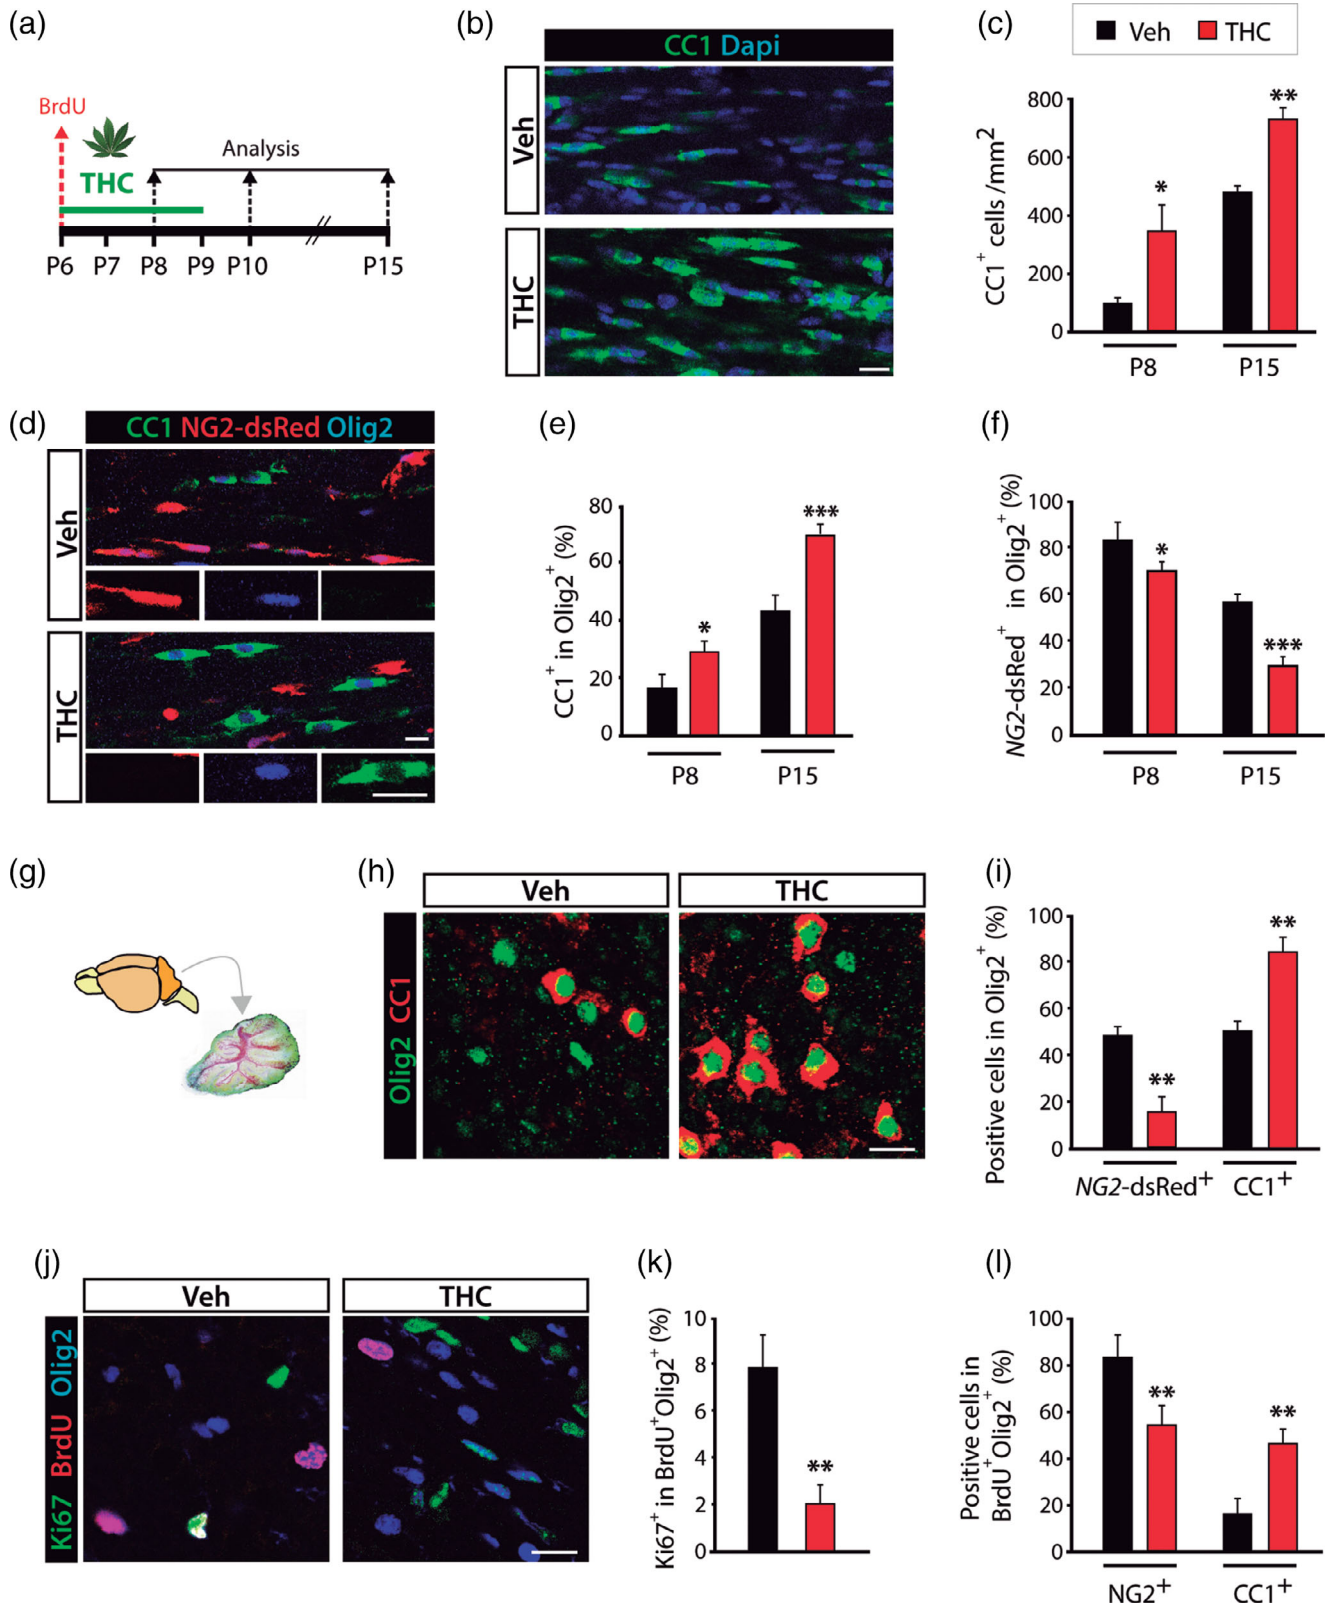 (a)
BrdU
THC
Analysis
P6 P7 P8 P9 P10 P15
(b)
CC1 Dapi
Veh
THC
(c)
Veh THC
CC1⁺ cells /mm²
800
600
400
200
0
* **
P8 P15
(d)
CC1 NG2-dsRed Olig2
Veh
THC
(e)
CC1⁺ in Olig2⁺ (%)
80
60
40
20
0
* ***
P8 P15
(f)
NG2-dsRed⁺ in Olig2⁺ (%)
100
80
60
40
20
0
* ***
P8 P15
(g)
(h)
Veh THC
Olig2 CC1
(i)
Positive cells in Olig2⁺ (%)
100
80
60
40
20
0
** **
NG2-dsRed⁺ CC1⁺
(j)
Veh THC
Ki67 BrdU Olig2
(k)
Ki67⁺ in BrdU⁺Olig2⁺ (%)
10
8
6
4
2
0
**
(l)
Positive cells in
BrdU⁺Olig2⁺ (%)
100
80
60
40
20
0
** **
NG2⁺ CC1⁺